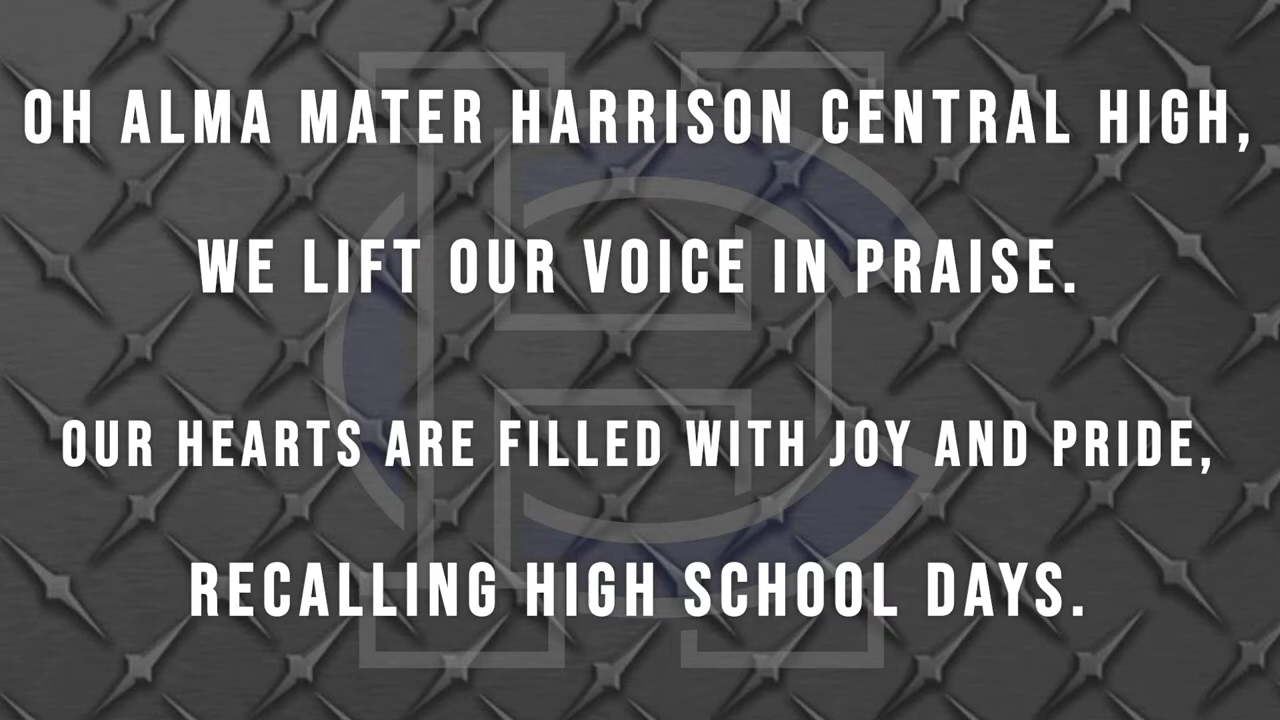 OH ALMA MATER HARRISON CENTRAL HIGH,
WE LIFT OUR VOICE IN PRAISE.
OUR HEARTS ARE FILLED WITH JOY AND PRIDE,
RECALLING HIGH SCHOOL DAYS.